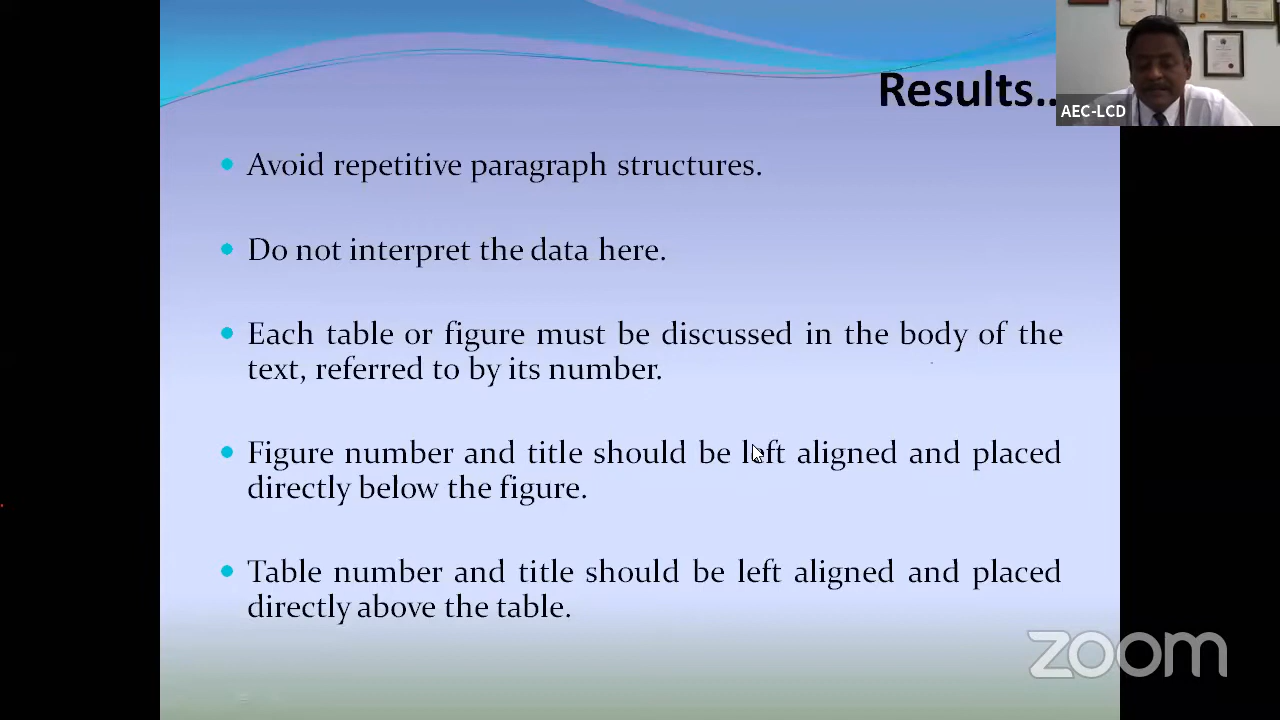 Results..
AEC-LCD
Avoid repetitive paragraph structures.
Do not interpret the data here.
Each table or figure must be discussed in the body of the
text, referred to by its number.
Figure number and title should be left aligned and placed
directly below the figure.
Table number and title should be left aligned and placed
directly above the table.
zoom